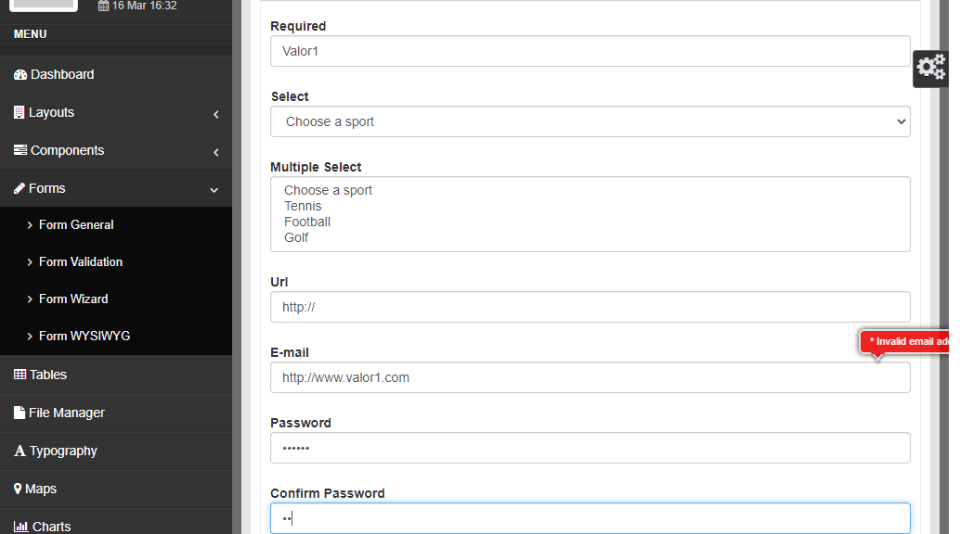 16 Mar 16:32
MENU
Dashboard
Layouts
Components
Forms
Form General
Form Validation
Form Wizard
Form WYSIWYG
Tables
File Manager
Typography
Maps
Charts
Required
Valor1
Select
Choose a sport
Multiple Select
Choose a sport
Tennis
Football
Golf
Url
http://
* Invalid email
E-mail
http://www.valor1.com
Password
••••••
Confirm Password
••